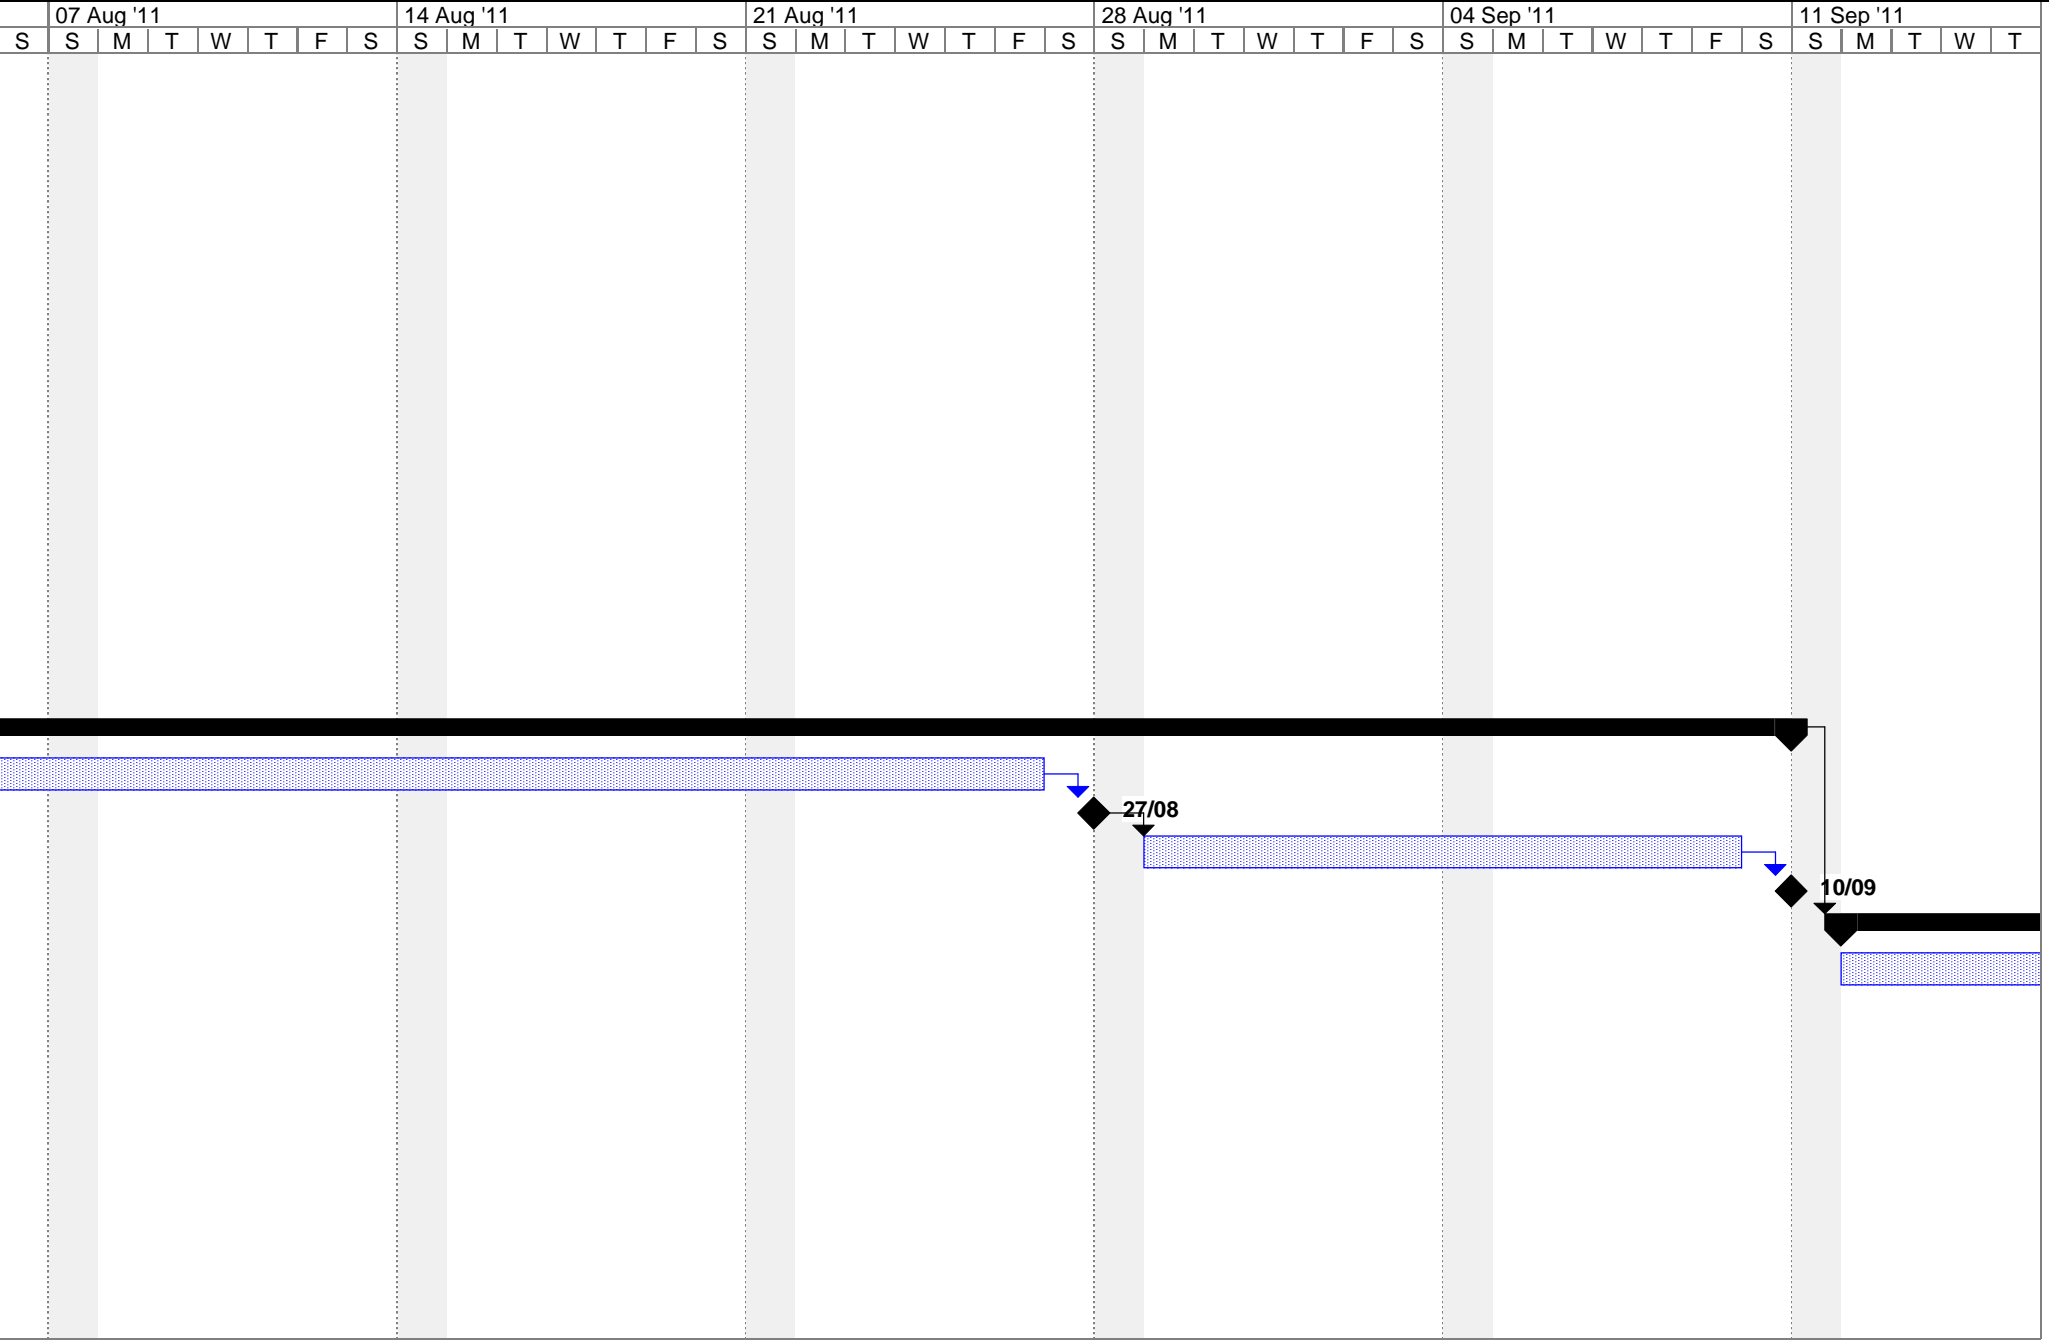 07 Aug '11 14 Aug '11 21 Aug '11 28 Aug '11 04 Sep '11 11 Sep '11
S S M T W T F S S M T W T F S S M T W T F S S M T W T F S S M T W T F S S M T W T
27/08
10/09